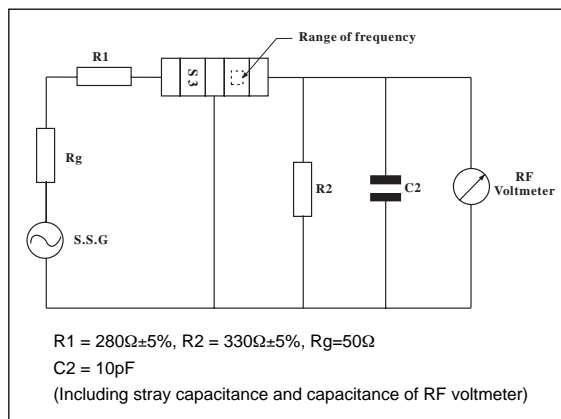 Range of frequency
R1
S 3
Rg
R2
C2
RF
Voltmeter
S.S.G
R1 = 280Ω±5%, R2 = 330Ω±5%, Rg=50Ω
C2 = 10pF
(Including stray capacitance and capacitance of RF voltmeter)